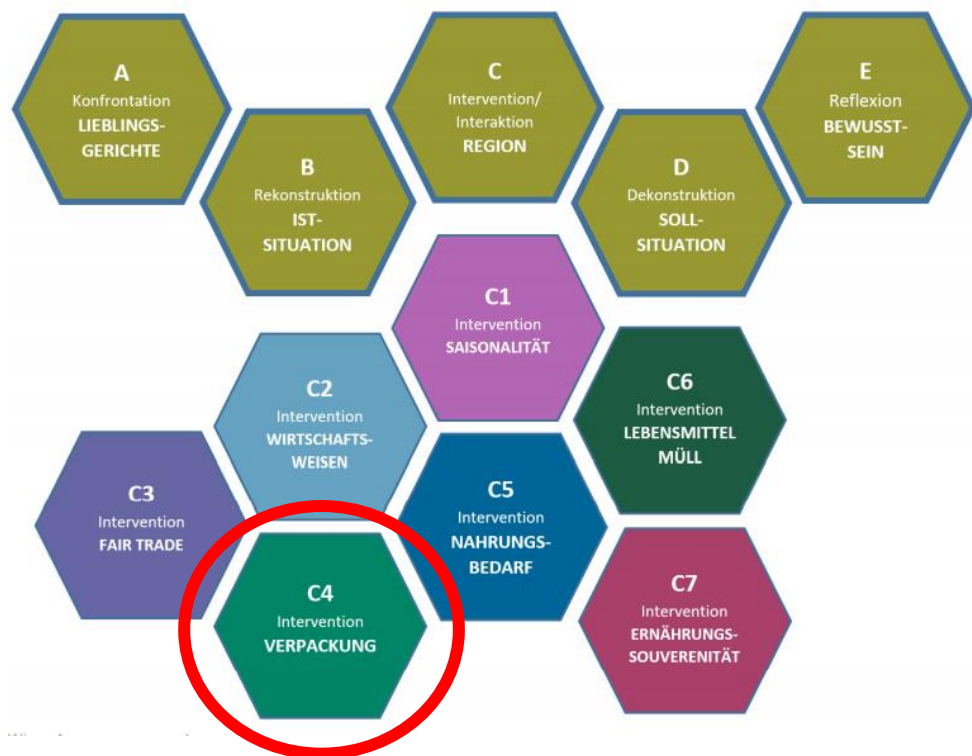 A
Konfrontation
LIEBLINGS-
GERICHTE
B
Rekonstruktion
IST-
SITUATION
C
Intervention/
Interaktion
REGION
D
Dekonstruktion
SOLL-
SITUATION
E
Reflexion
BEWUSST-
SEIN
C1
Intervention
SAISONALITÄT
C2
Intervention
WIRTSCHAFTS-
WEISEN
C3
Intervention
FAIR TRADE
C4
Intervention
VERPACKUNG
C5
Intervention
NAHRUNGS-
BEDARF
C6
Intervention
LEBENSMITTEL
MÜLL
C7
Intervention
ERNÄHRUNGS-
SOUVERENITÄT